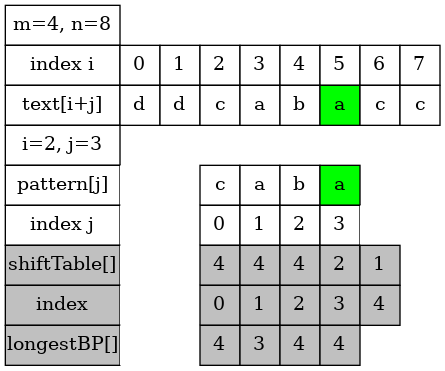 m=4, n=8
index i 0 1 2 3 4 5 6 7
text[i+j] d d c a b a c c
i=2, j=3
pattern[j] c a b a
index j 0 1 2 3
shiftTable[] 4 4 4 2 1
index 0 1 2 3 4
longestBP[] 4 3 4 4